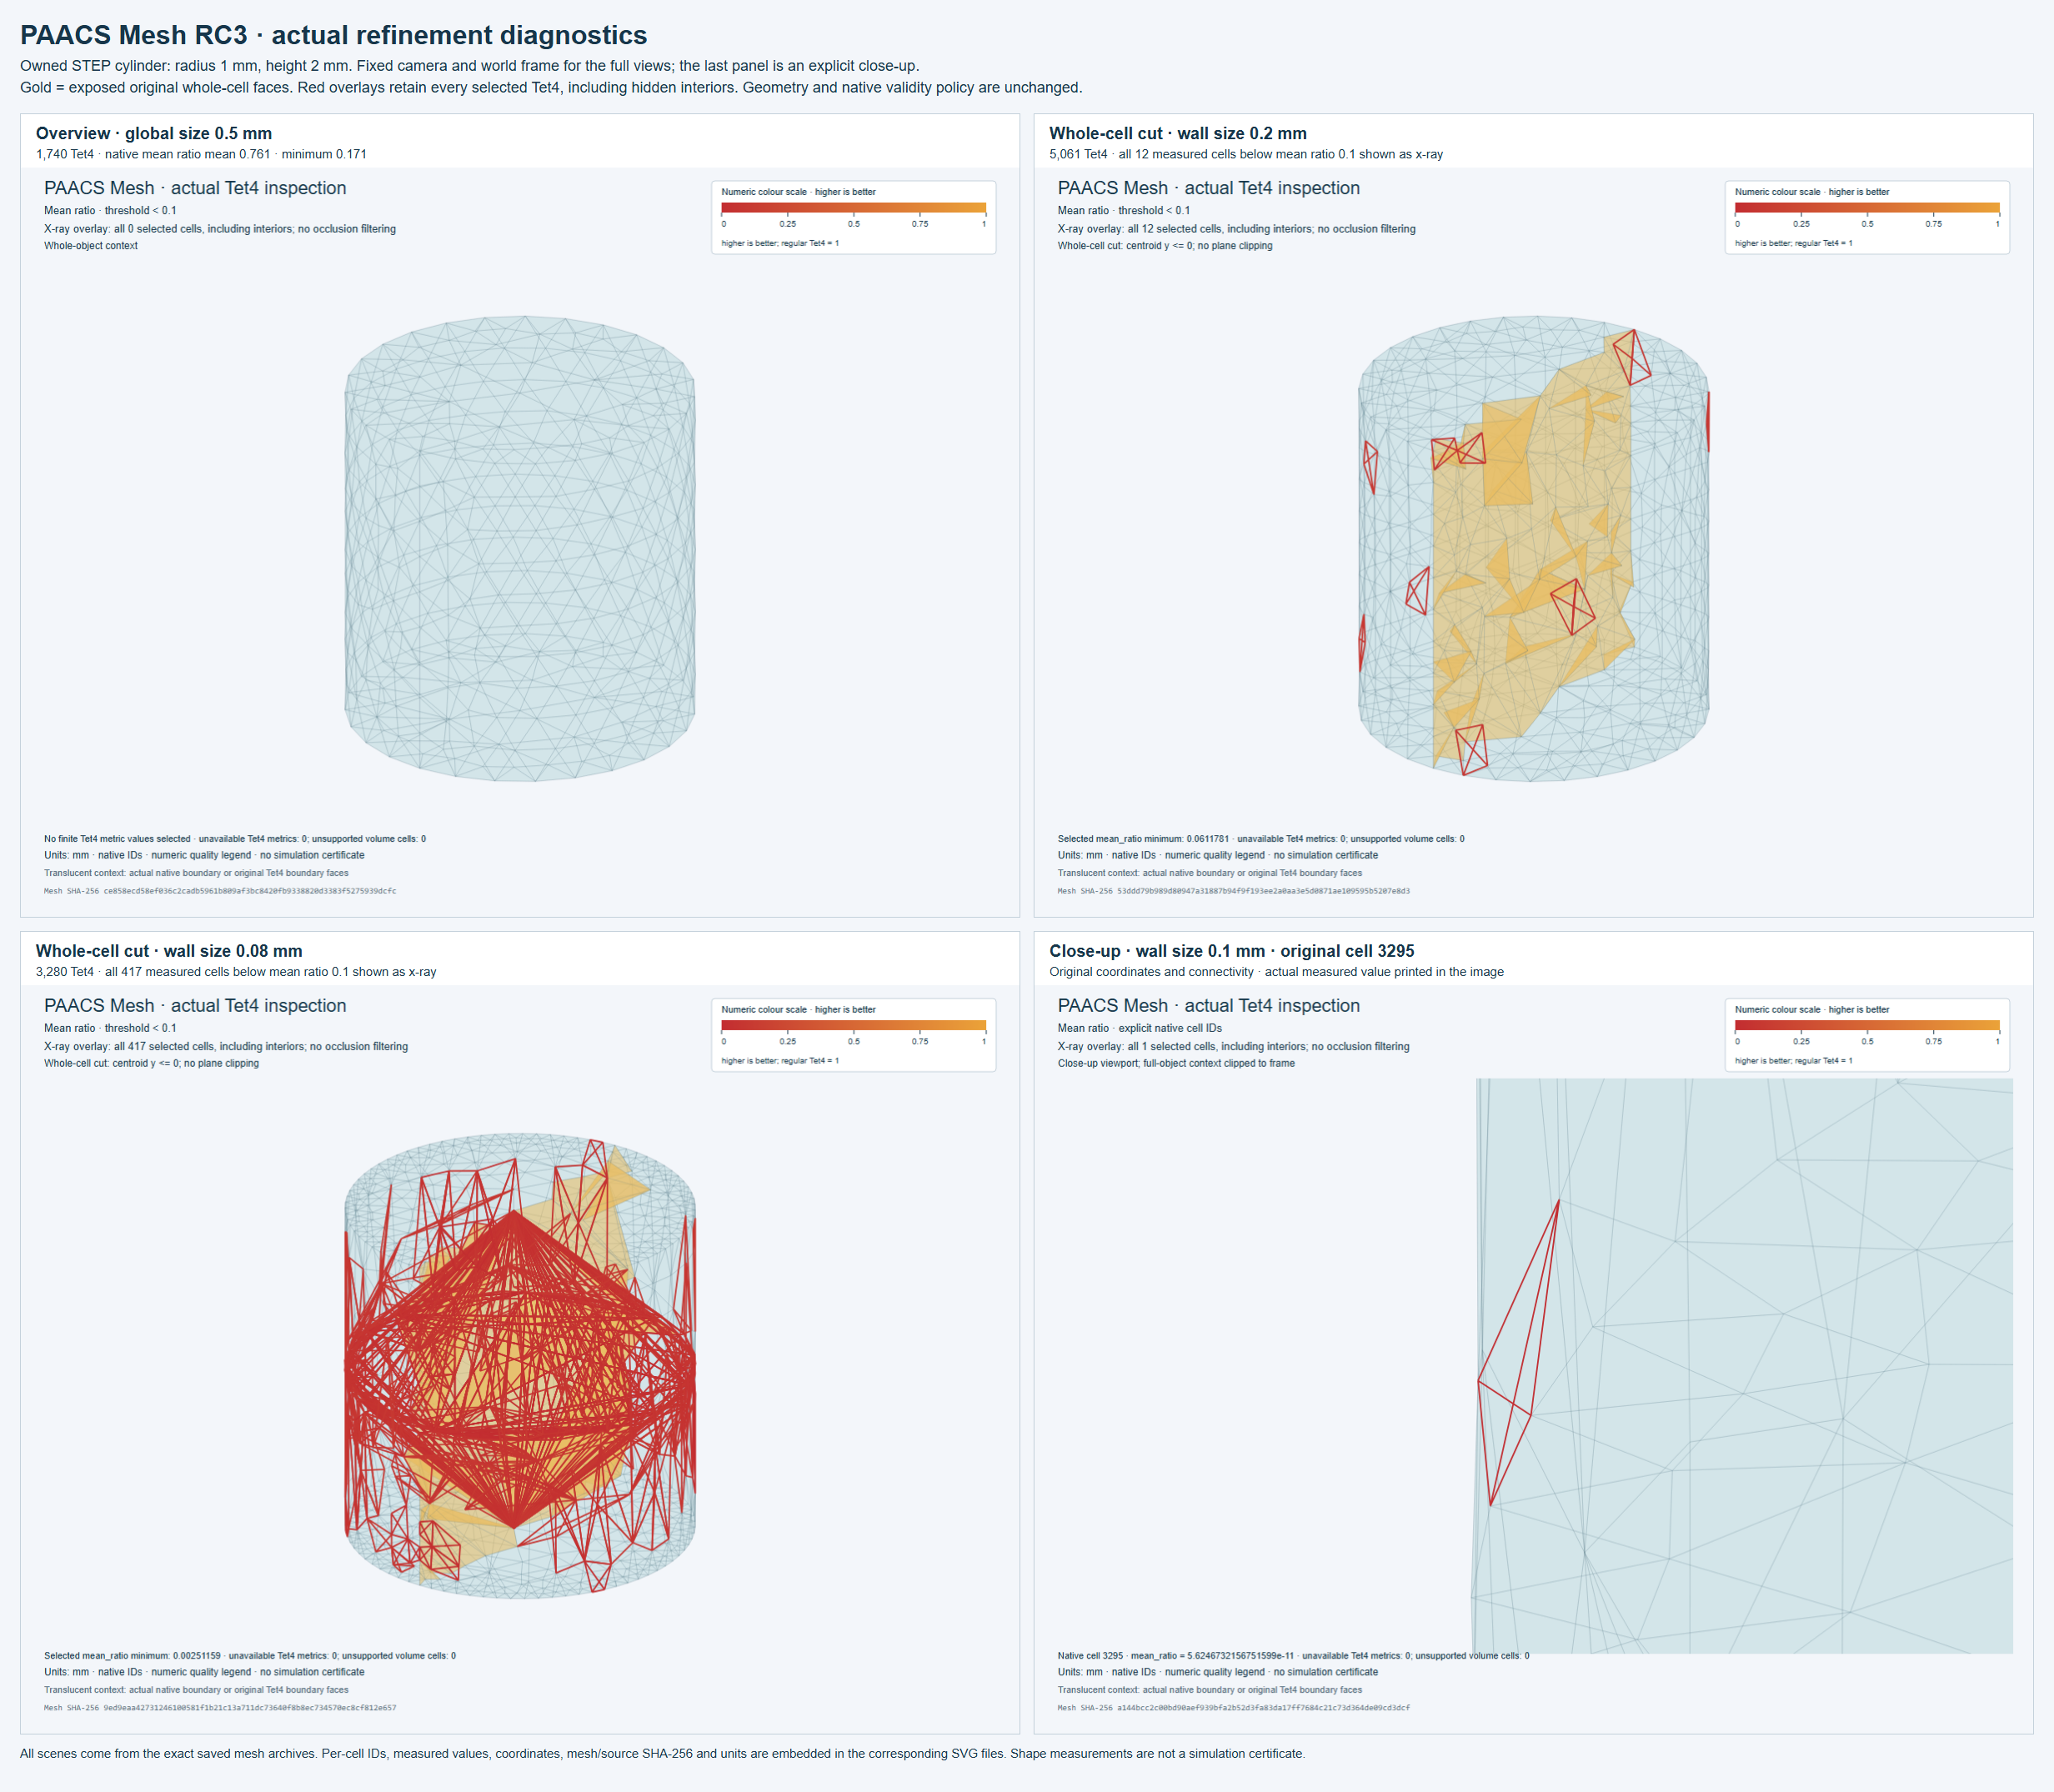 PAACS Mesh RC3 · actual refinement diagnostics
Owned STEP cylinder: radius 1 mm, height 2 mm. Fixed camera and world frame for the full views; the last panel is an explicit close-up.
Gold = exposed original whole-cell faces. Red overlays retain every selected Tet4, including hidden interiors. Geometry and native validity policy are unchanged.
Overview · global size 0.5 mm
1,740 Tet4 · native mean ratio mean 0.761 · minimum 0.171
PAACS Mesh · actual Tet4 inspection
Mean ratio · threshold < 0.1
X-ray overlay: all 0 selected cells, including interiors; no occlusion filtering
Whole-object context
Numeric colour scale · higher is better
0 0.25 0.5 0.75 1
higher is better; regular Tet4 = 1
No finite Tet4 metric values selected · unavailable Tet4 metrics: 0; unsupported volume cells: 0
Units: mm · native IDs · numeric quality legend · no simulation certificate
Translucent context: actual native boundary or original Tet4 boundary faces
Mesh SHA-256
Whole-cell cut · wall size 0.2 mm
5,061 Tet4 · all 12 measured cells below mean ratio 0.1 shown as x-ray
PAACS Mesh · actual Tet4 inspection
Mean ratio · threshold < 0.1
X-ray overlay: all 12 selected cells, including interiors; no occlusion filtering
Whole-cell cut: centroid y <= 0; no plane clipping
Numeric colour scale · higher is better
0 0.25 0.5 0.75 1
higher is better; regular Tet4 = 1
Selected mean_ratio minimum: 0.0611781 · unavailable Tet4 metrics: 0; unsupported volume cells: 0
Units: mm · native IDs · numeric quality legend · no simulation certificate
Translucent context: actual native boundary or original Tet4 boundary faces
Mesh SHA-256
Whole-cell cut · wall size 0.08 mm
3,280 Tet4 · all 417 measured cells below mean ratio 0.1 shown as x-ray
PAACS Mesh · actual Tet4 inspection
Mean ratio · threshold < 0.1
X-ray overlay: all 417 selected cells, including interiors; no occlusion filtering
Whole-cell cut: centroid y <= 0; no plane clipping
Numeric colour scale · higher is better
0 0.25 0.5 0.75 1
higher is better; regular Tet4 = 1
Selected mean_ratio minimum: 0.00251159 · unavailable Tet4 metrics: 0; unsupported volume cells: 0
Units: mm · native IDs · numeric quality legend · no simulation certificate
Translucent context: actual native boundary or original Tet4 boundary faces
Mesh SHA-256
Close-up · wall size 0.1 mm · original cell 3295
Original coordinates and connectivity · actual measured value printed in the image
PAACS Mesh · actual Tet4 inspection
Mean ratio · explicit native cell IDs
X-ray overlay: all 1 selected cells, including interiors; no occlusion filtering
Close-up viewport; full-object context clipped to frame
Numeric colour scale · higher is better
0 0.25 0.5 0.75 1
higher is better; regular Tet4 = 1
Native cell 3295 · mean_ratio = 5.6246732156751599e-11 · unavailable Tet4 metrics: 0; unsupported volume cells: 0
Units: mm · native IDs · numeric quality legend · no simulation certificate
Translucent context: actual native boundary or original Tet4 boundary faces
Mesh SHA-256
All scenes come from the exact saved mesh archives. Per-cell IDs, measured values, coordinates, mesh/source SHA-256 and units are embedded in the corresponding SVG files. Shape measurements are not a simulation certificate.